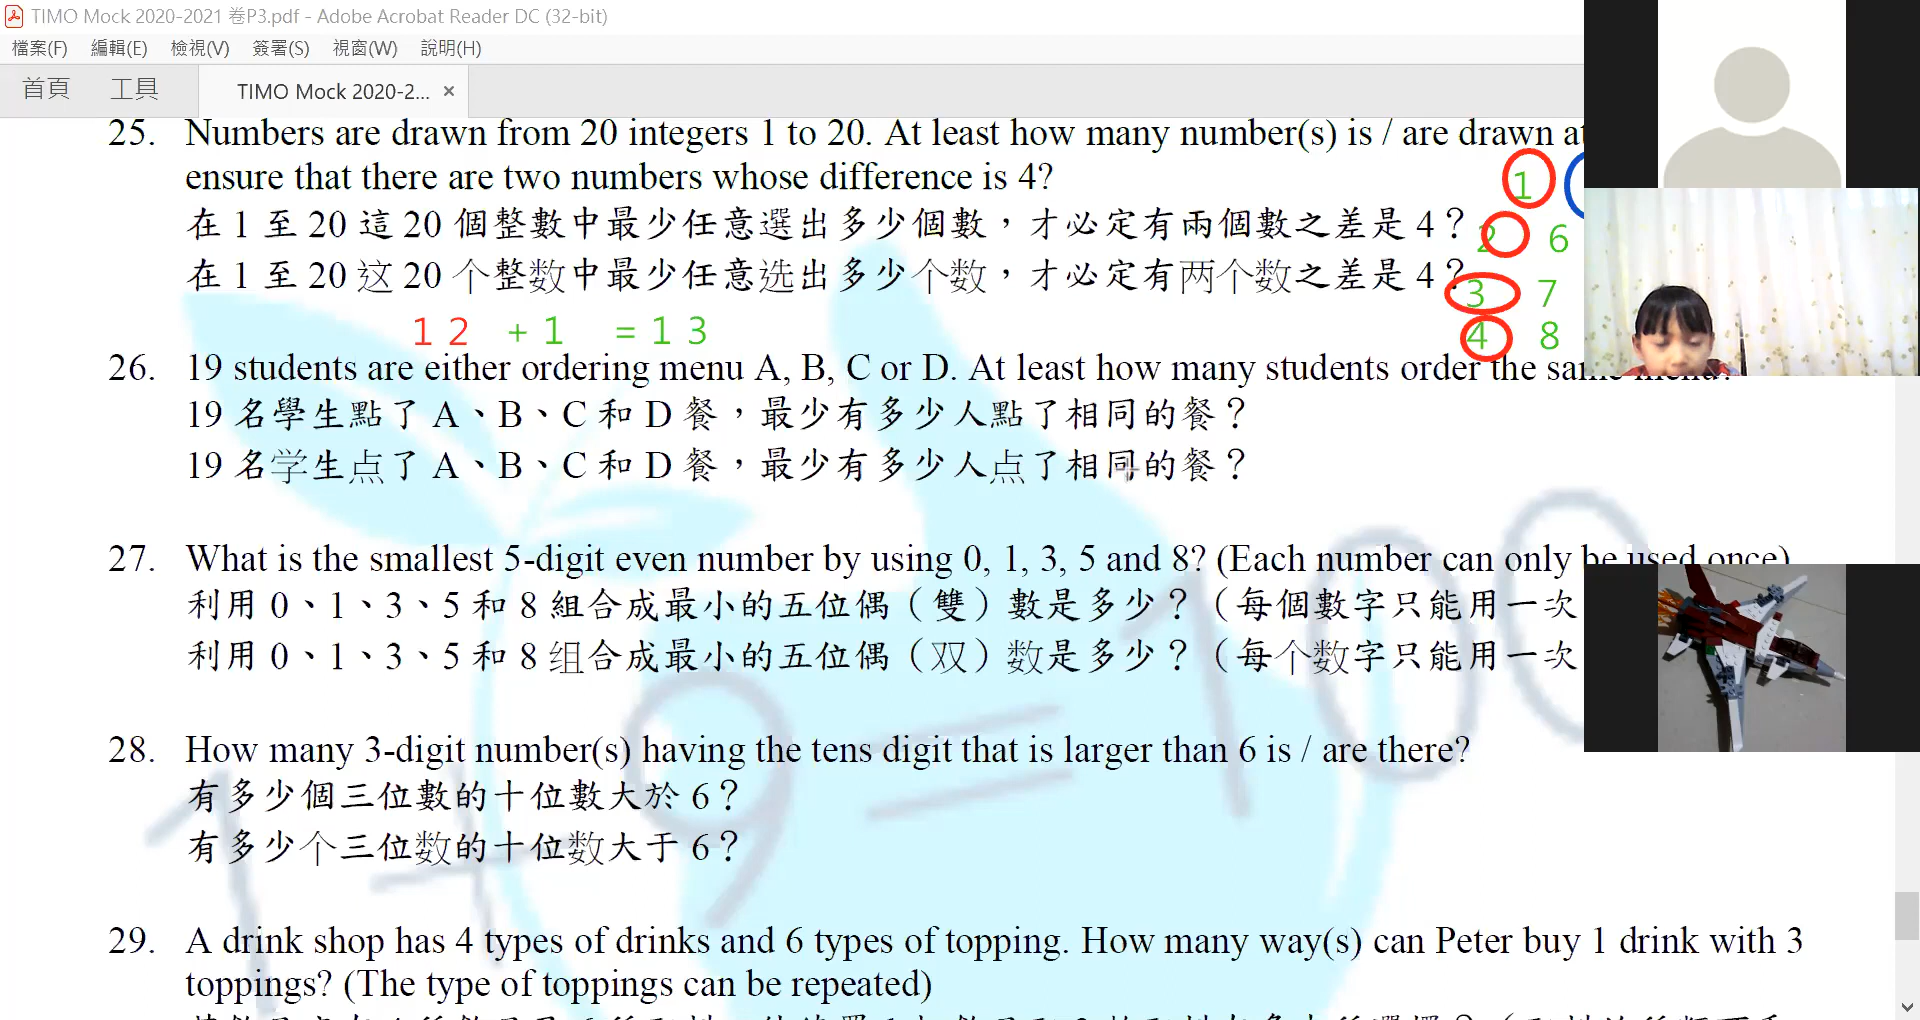 TIMO Mock 2020-2021 卷P3.pdf - Adobe Acrobat Reader DC (32-bit)
檔案(F) 編輯(E) 檢視(V) 簽署(S) 視窗(W) 說明(H)
首頁 工具 TIMO Mock 2020-2... ×
25. Numbers are drawn from 20 integers 1 to 20. At least how many number(s) is / are drawn at
ensure that there are two numbers whose difference is 4?
1
在 1 至 20 這 20 個整數中最少任意選出多少個數，才必定有兩個數之差是 4？
2 6
在 1 至 20 这 20 个整数中最少任意选出多少个数，才必定有两个数之差是 4？
3 7
12 +1 =13
4 8
26. 19 students are either ordering menu A, B, C or D. At least how many students order the same menu?
19 名學生點了 A、B、C 和 D 餐，最少有多少人點了相同的餐？
19 名学生点了 A、B、C 和 D 餐，最少有多少人点了相同的餐？
27. What is the smallest 5-digit even number by using 0, 1, 3, 5 and 8? (Each number can only be used once)
利用 0、1、3、5 和 8 組合成最小的五位偶（雙）數是多少？（每個數字只能用一次
利用 0、1、3、5 和 8 组合成最小的五位偶（双）数是多少？（每个数字只能用一次
28. How many 3-digit number(s) having the tens digit that is larger than 6 is / are there?
有多少個三位數的十位數大於 6？
有多少个三位数的十位数大于 6？
1+9=100
29. A drink shop has 4 types of drinks and 6 types of topping. How many way(s) can Peter buy 1 drink with 3
toppings? (The type of toppings can be repeated)